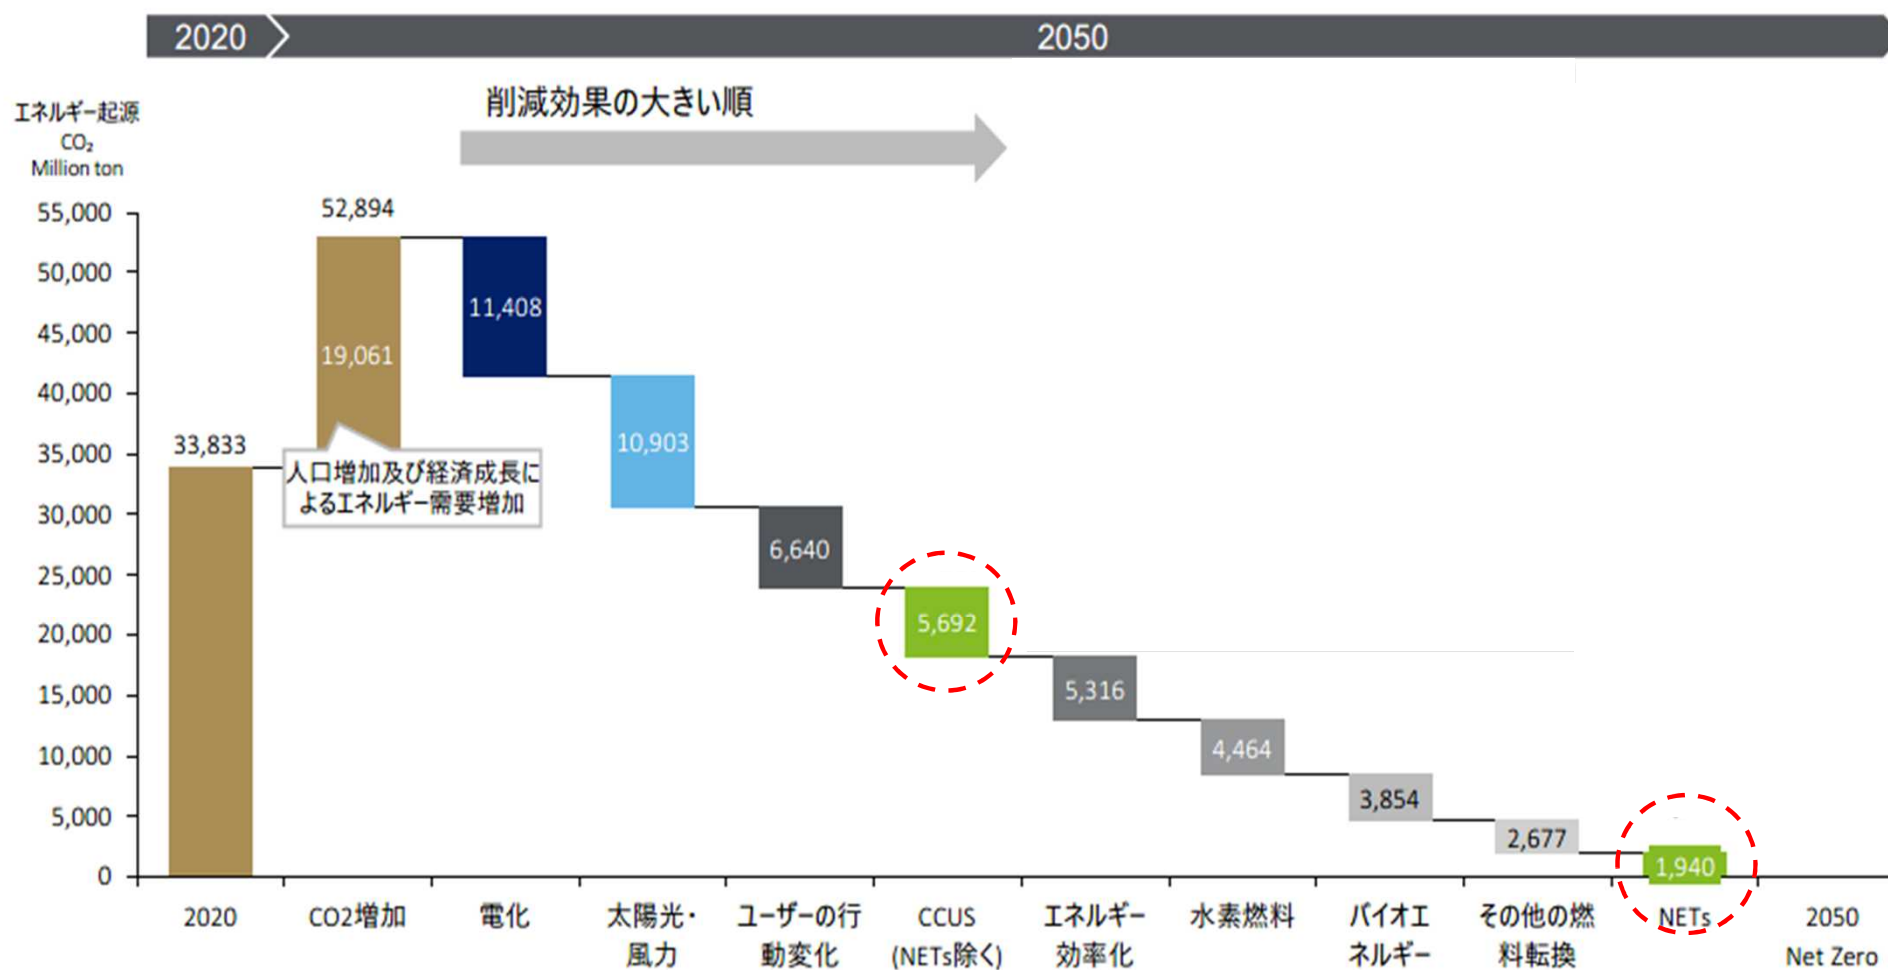 2020
2050
削減効果の大きい順
エネルギー起源
CO₂
Million ton
55,000
50,000
45,000
40,000
35,000
30,000
25,000
20,000
15,000
10,000
5,000
0
33,833
52,894
19,061
人口増加及び経済成長に
よるエネルギー需要増加
11,408
10,903
6,640
5,692
5,316
4,464
3,854
2,677
1,940
2020
CO2増加
電化
太陽光・
風力
ユーザーの行
動変化
CCUS
(NETs除く)
エネルギー
効率化
水素燃料
バイオエ
ネルギー
その他の燃
料転換
NETs
2050
Net Zero